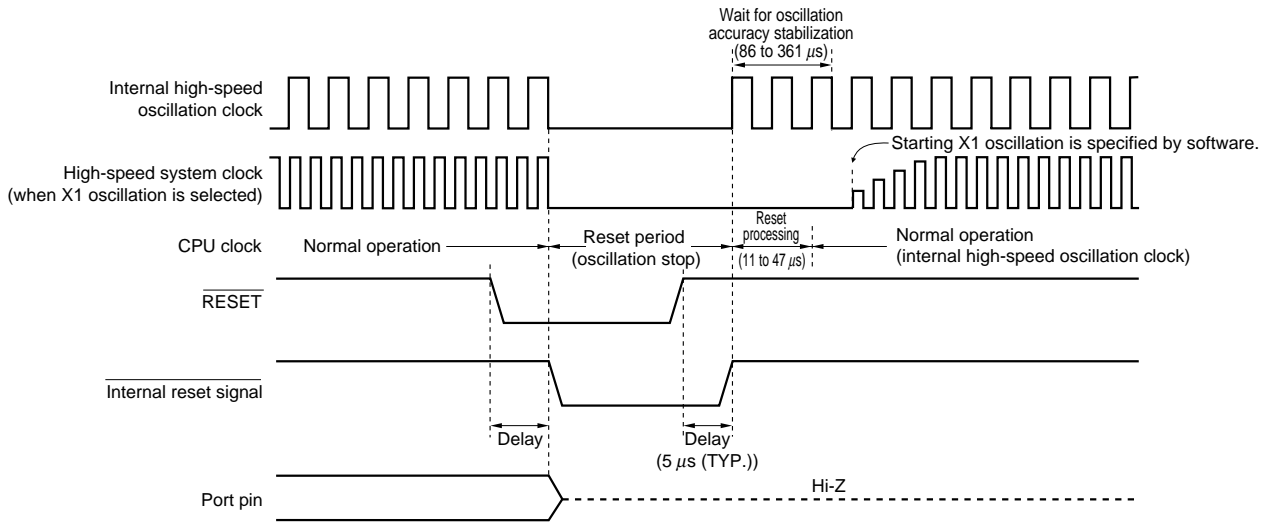 Wait for oscillation
accuracy stabilization
(86 to 361 μs)
Internal high-speed
oscillation clock
Starting X1 oscillation is specified by software.
High-speed system clock
(when X1 oscillation is selected)
CPU clock
Normal operation
Reset period
(oscillation stop)
Reset
processing
(11 to 47 μs)
Normal operation
(internal high-speed oscillation clock)
RESET
Internal reset signal
Delay
Delay
(5 μs (TYP.))
Port pin
Hi-Z